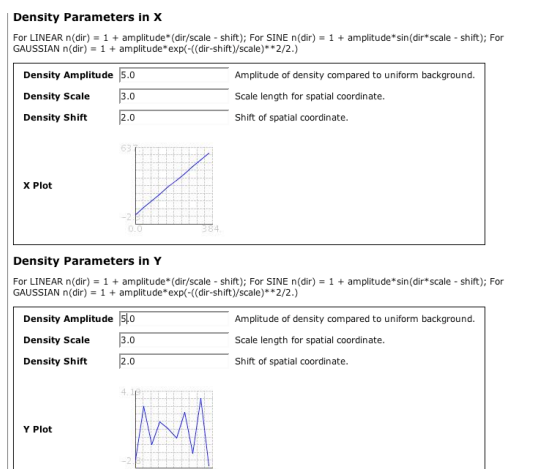 Density Parameters in X
For LINEAR n(dir) = 1 + amplitude*(dir/scale - shift); For SINE n(dir) = 1 + amplitude*sin(dir*scale - shift); For
GAUSSIAN n(dir) = 1 + amplitude*exp(-((dir-shift)/scale)**2/2.)
Density Amplitude 5.0 Amplitude of density compared to uniform background.
Density Scale 3.0 Scale length for spatial coordinate.
Density Shift 2.0 Shift of spatial coordinate.
X Plot
0.0 384
Density Parameters in Y
For LINEAR n(dir) = 1 + amplitude*(dir/scale - shift); For SINE n(dir) = 1 + amplitude*sin(dir*scale - shift); For
GAUSSIAN n(dir) = 1 + amplitude*exp(-((dir-shift)/scale)**2/2.)
Density Amplitude 5.0 Amplitude of density compared to uniform background.
Density Scale 3.0 Scale length for spatial coordinate.
Density Shift 2.0 Shift of spatial coordinate.
Y Plot